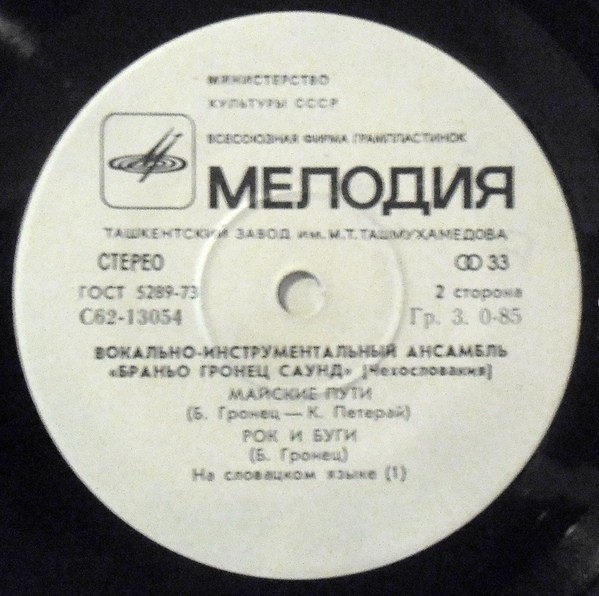 МИНИСТЕРСТВО
КУЛЬТУРЫ СССР
ВСЕСОЮЗНАЯ ФИРМА ГРАМПЛАСТИНОК
МЕЛОДИЯ
ТАШКЕНТСКИЙ ЗАВОД им. М.Т. ТАШМУХАМЕДОВА
СТЕРЕО 33
ГОСТ 5289-73 2 сторона
С62-13054 Гр. 3. 0-85
ВОКАЛЬНО-ИНСТРУМЕНТАЛЬНЫЙ АНСАМБЛЬ
«БРАНЬО ГРОНЕЦ САУНД» [Чехословакия]
МАЙСКИЕ ПУТИ
(Б. Гронец — К. Петерай)
РОК И БУГИ
(Б. Гронец)
На словацком языке (1)